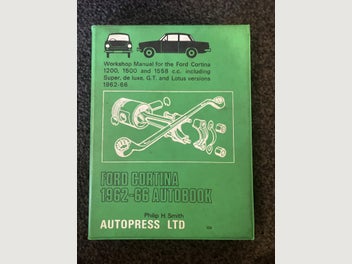 Workshop Manual for the Ford Cortina
1200, 1500 and 1558 c.c. including
Super, de luxe, G.T. and Lotus versions
1962-66
FORD CORTINA
1962-66 AUTOBOOK
Philip H. Smith
AUTOPRESS LTD